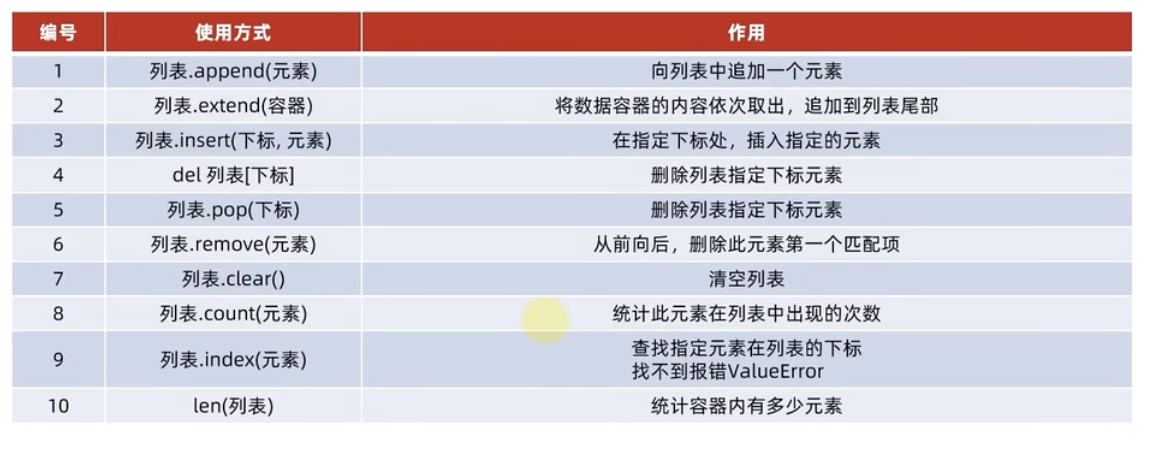 编号 使用方式 作用
1 列表.append(元素) 向列表中追加一个元素
2 列表.extend(容器) 将数据容器的内容依次取出，追加到列表尾部
3 列表.insert(下标, 元素) 在指定下标处，插入指定的元素
4 del 列表[下标] 删除列表指定下标元素
5 列表.pop(下标) 删除列表指定下标元素
6 列表.remove(元素) 从前向后，删除此元素第一个匹配项
7 列表.clear() 清空列表
8 列表.count(元素) 统计此元素在列表中出现的次数
9 列表.index(元素) 查找指定元素在列表的下标
找不到报错ValueError
10 len(列表) 统计容器内有多少元素